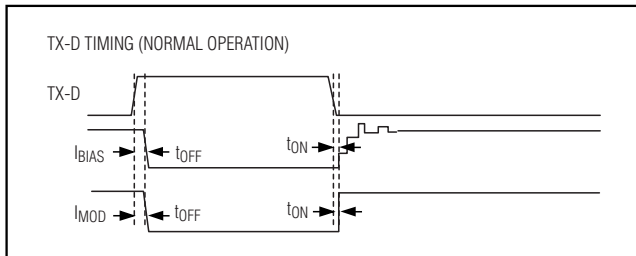 TX-D TIMING (NORMAL OPERATION)
TX-D
IBIAS tOFF tON
IMOD tOFF tON